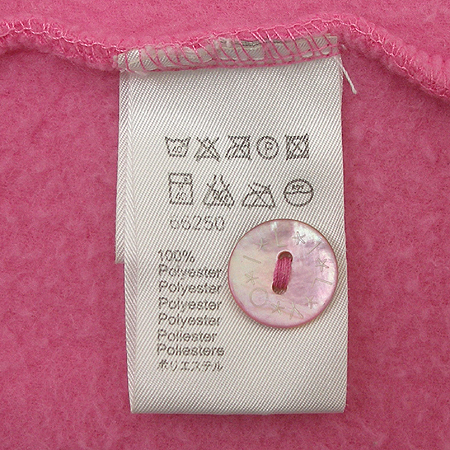 66250
100%
Polyester
Polyester
Polyester
Polyester
Poliester
Poliestere
ポリエステル